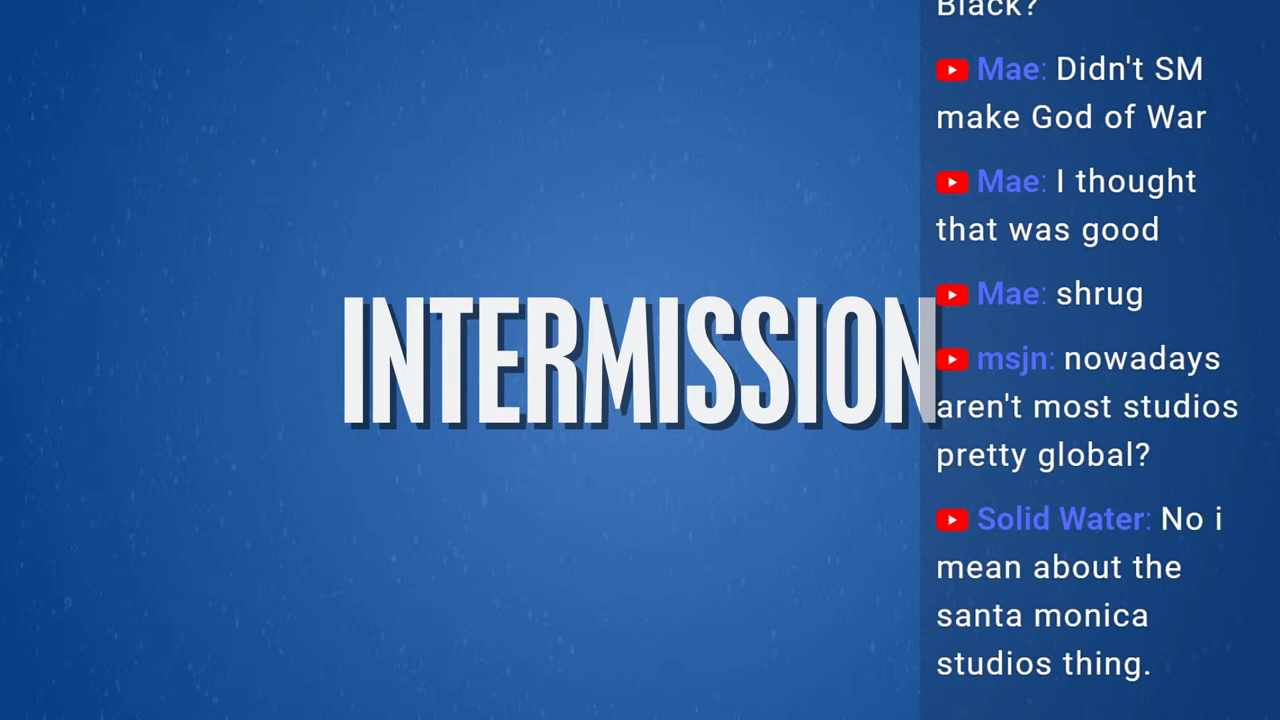 INTERMISSION
Black?
Mae: Didn't SM
make God of War
Mae: I thought
that was good
Mae: shrug
msjn: nowadays
aren't most studios
pretty global?
Solid Water: No i
mean about the
santa monica
studios thing.